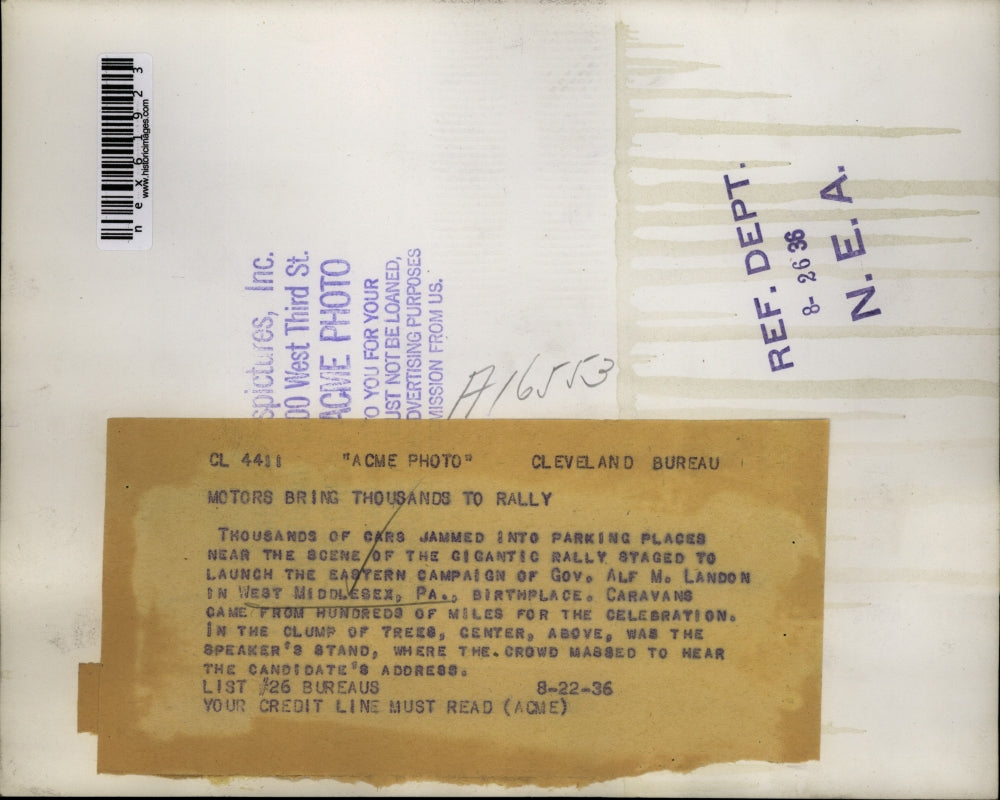 nex61923
www.historicimages.com
spictures, Inc.
00 West Third St.
ACME PHOTO
O YOU FOR YOUR
UST NOT BE LOANED,
DVERTISING PURPOSES
MISSION FROM US.
A16553
REF. DEPT.
8- 26 36
N. E. A.
CL 4411 "ACME PHOTO" CLEVELAND BUREAU
MOTORS BRING THOUSANDS TO RALLY
THOUSANDS OF CARS JAMMED INTO PARKING PLACES
NEAR THE SCENE OF THE GIGANTIC RALLY STAGED TO
LAUNCH THE EASTERN CAMPAIGN OF GOV. ALF M. LANDON
IN WEST MIDDLESEX, PA., BIRTHPLACE. CARAVANS
CAME FROM HUNDREDS OF MILES FOR THE CELEBRATION.
IN THE CLUMP OF TREES, CENTER, ABOVE, WAS THE
SPEAKER'S STAND, WHERE THE.CROWD MASSED TO HEAR
THE CANDIDATE'S ADDRESS.
LIST #26 BUREAUS 8-22-36
YOUR CREDIT LINE MUST READ (ACME)